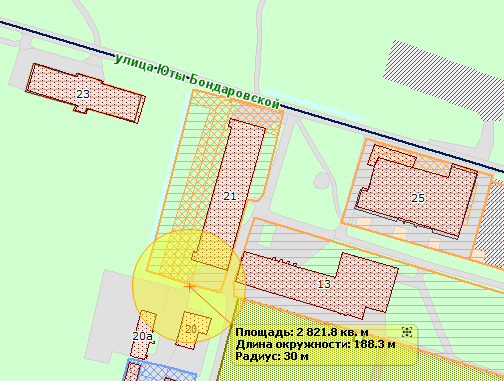 улица Юты Бондаровской
23
21
25
13
20а
20
Площадь: 2 821.8 кв. м
Длина окружности: 188.3 м
Радиус: 30 м